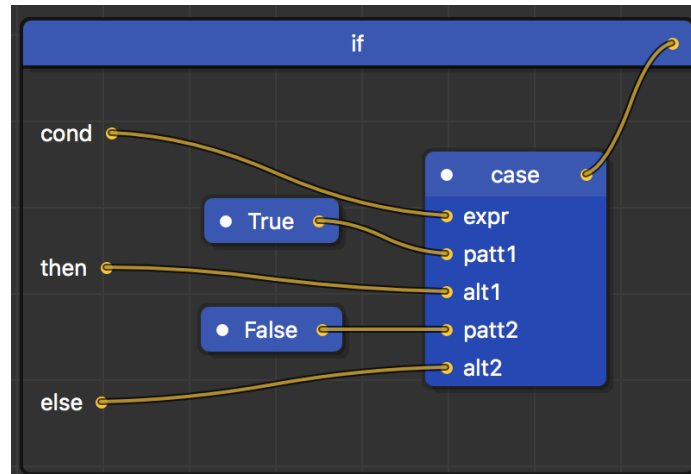 if
cond
case
expr
True
patt1
then
alt1
False
patt2
alt2
else